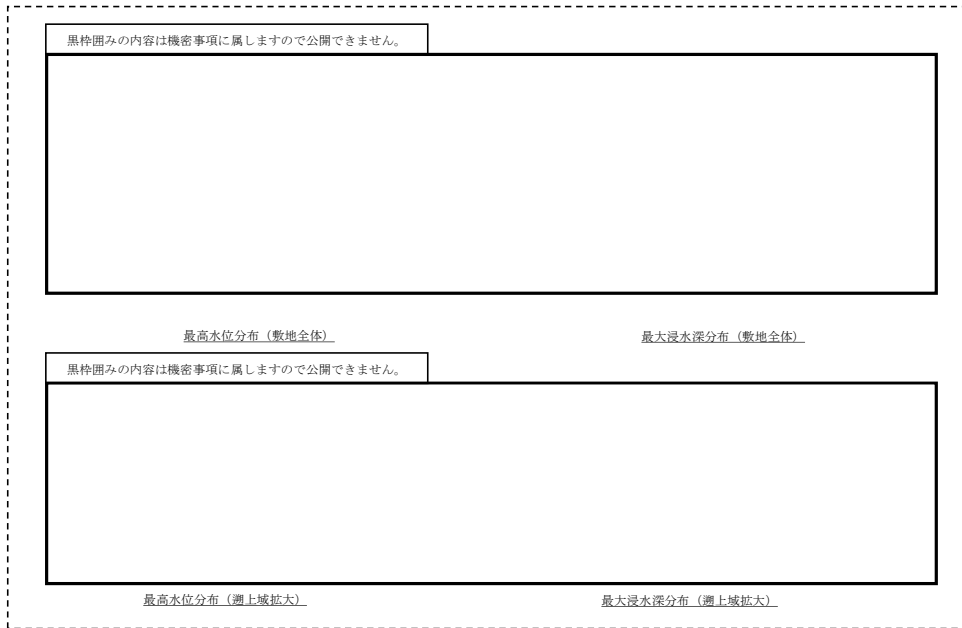 黒枠囲みの内容は機密事項に属しますので公開できません。
最高水位分布（敷地全体）
最大浸水深分布（敷地全体）
黒枠囲みの内容は機密事項に属しますので公開できません。
最高水位分布（遡上域拡大）
最大浸水深分布（遡上域拡大）